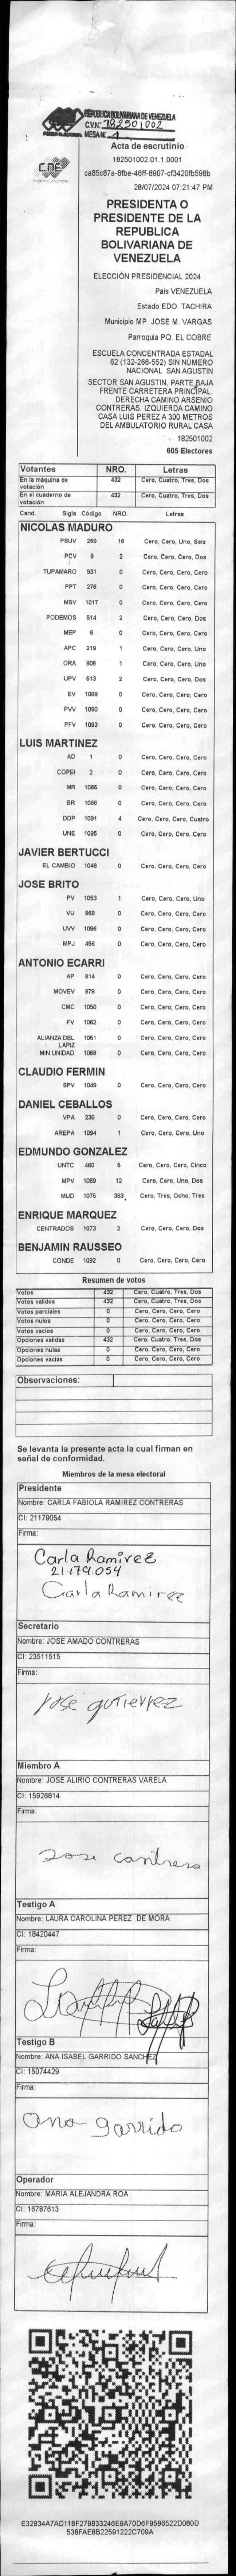 REPÚBLICA BOLIVARIANA DE VENEZUELA
C.V.Nº 182501002
MESA Nº 1
PODER ELECTORAL
CNE
Acta de escrutinio
182501002.01.1.0001
ca85c87a-8fbe-46ff-8907-cf3420fb598b
28/07/2024 07:21:47 PM
PRESIDENTA O
PRESIDENTE DE LA
REPUBLICA
BOLIVARIANA DE
VENEZUELA
ELECCIÓN PRESIDENCIAL 2024
País VENEZUELA
Estado EDO. TACHIRA
Municipio MP. JOSE M. VARGAS
Parroquia PQ. EL COBRE
ESCUELA CONCENTRADA ESTADAL
62 (132-266-552) SIN NÚMERO
NACIONAL SAN AGUSTIN
SECTOR SAN AGUSTIN. PARTE BAJA
FRENTE CARRETERA PRINCIPAL.
DERECHA CAMINO ARSENIO
CONTRERAS. IZQUIERDA CAMINO
CASA LUIS PEREZ A 300 METROS
DEL AMBULATORIO RURAL CASA
182501002
605 Electores
Votantes NRO. Letras
En la máquina de votación 432 Cero, Cuatro, Tres, Dos
En el cuaderno de votación 432 Cero, Cuatro, Tres, Dos
Cand. Sigla Código NRO. Letras
NICOLAS MADURO
PSUV 269 16 Cero, Cero, Uno, Seis
PCV 9 2 Cero, Cero, Cero, Dos
TUPAMARO 931 0 Cero, Cero, Cero, Cero
PPT 276 0 Cero, Cero, Cero, Cero
MSV 1017 0 Cero, Cero, Cero, Cero
PODEMOS 514 2 Cero, Cero, Cero, Dos
MEP 6 0 Cero, Cero, Cero, Cero
APC 219 1 Cero, Cero, Cero, Uno
ORA 906 1 Cero, Cero, Cero, Uno
UPV 513 2 Cero, Cero, Cero, Dos
EV 1089 0 Cero, Cero, Cero, Cero
PVV 1090 0 Cero, Cero, Cero, Cero
PFV 1093 0 Cero, Cero, Cero, Cero
LUIS MARTINEZ
AD 1 0 Cero, Cero, Cero, Cero
COPEI 2 0 Cero, Cero, Cero, Cero
MR 1065 0 Cero, Cero, Cero, Cero
BR 1066 0 Cero, Cero, Cero, Cero
DDP 1091 4 Cero, Cero, Cero, Cuatro
UNE 1095 0 Cero, Cero, Cero, Cero
JAVIER BERTUCCI
EL CAMBIO 1048 0 Cero, Cero, Cero, Cero
JOSE BRITO
PV 1053 1 Cero, Cero, Cero, Uno
VU 868 0 Cero, Cero, Cero, Cero
UVV 1096 0 Cero, Cero, Cero, Cero
MPJ 458 0 Cero, Cero, Cero, Cero
ANTONIO ECARRI
AP 814 0 Cero, Cero, Cero, Cero
MOVEV 879 0 Cero, Cero, Cero, Cero
CMC 1050 0 Cero, Cero, Cero, Cero
FV 1062 0 Cero, Cero, Cero, Cero
ALIANZA DEL LAPIZ 1051 0 Cero, Cero, Cero, Cero
MIN UNIDAD 1068 0 Cero, Cero, Cero, Cero
CLAUDIO FERMIN
SPV 1049 0 Cero, Cero, Cero, Cero
DANIEL CEBALLOS
VPA 236 0 Cero, Cero, Cero, Cero
AREPA 1094 1 Cero, Cero, Cero, Uno
EDMUNDO GONZALEZ
UNTC 460 5 Cero, Cero, Cero, Cinco
MPV 1069 12 Cero, Cero, Uno, Dos
MUD 1075 383 Cero, Tres, Ocho, Tres
ENRIQUE MARQUEZ
CENTRADOS 1073 2 Cero, Cero, Cero, Dos
BENJAMIN RAUSSEO
CONDE 1092 0 Cero, Cero, Cero, Cero
Resumen de votos
Votos 432 Cero, Cuatro, Tres, Dos
Votos validos 432 Cero, Cuatro, Tres, Dos
Votos parciales 0 Cero, Cero, Cero, Cero
Votos nulos 0 Cero, Cero, Cero, Cero
Votos vacios 0 Cero, Cero, Cero, Cero
Opciones validas 432 Cero, Cuatro, Tres, Dos
Opciones nulas 0 Cero, Cero, Cero, Cero
Opciones vacias 0 Cero, Cero, Cero, Cero
Observaciones:
Se levanta la presente acta la cual firman en
señal de conformidad.
Miembros de la mesa electoral
Presidente
Nombre: CARLA FABIOLA RAMIREZ CONTRERAS
CI: 21179054
Firma:
Carla Ramirez
21.179.054
Carla Ramirez
Secretario
Nombre: JOSE AMADO CONTRERAS
CI: 23511515
Firma:
Jose gutierrez
Miembro A
Nombre: JOSE ALIRIO CONTRERAS VARELA
CI: 15926814
Firma:
Jose contrera
Testigo A
Nombre: LAURA CAROLINA PEREZ DE MORA
CI: 18420447
Firma:
Testigo B
Nombre: ANA ISABEL GARRIDO SANCHEZ
CI: 15074429
Firma:
ana garrido
Operador
Nombre: MARIA ALEJANDRA ROA
CI: 16787613
Firma:
E32934A7AD11BF279833246E9A70D6F9586522D080D
538FAE8B22591222C709A